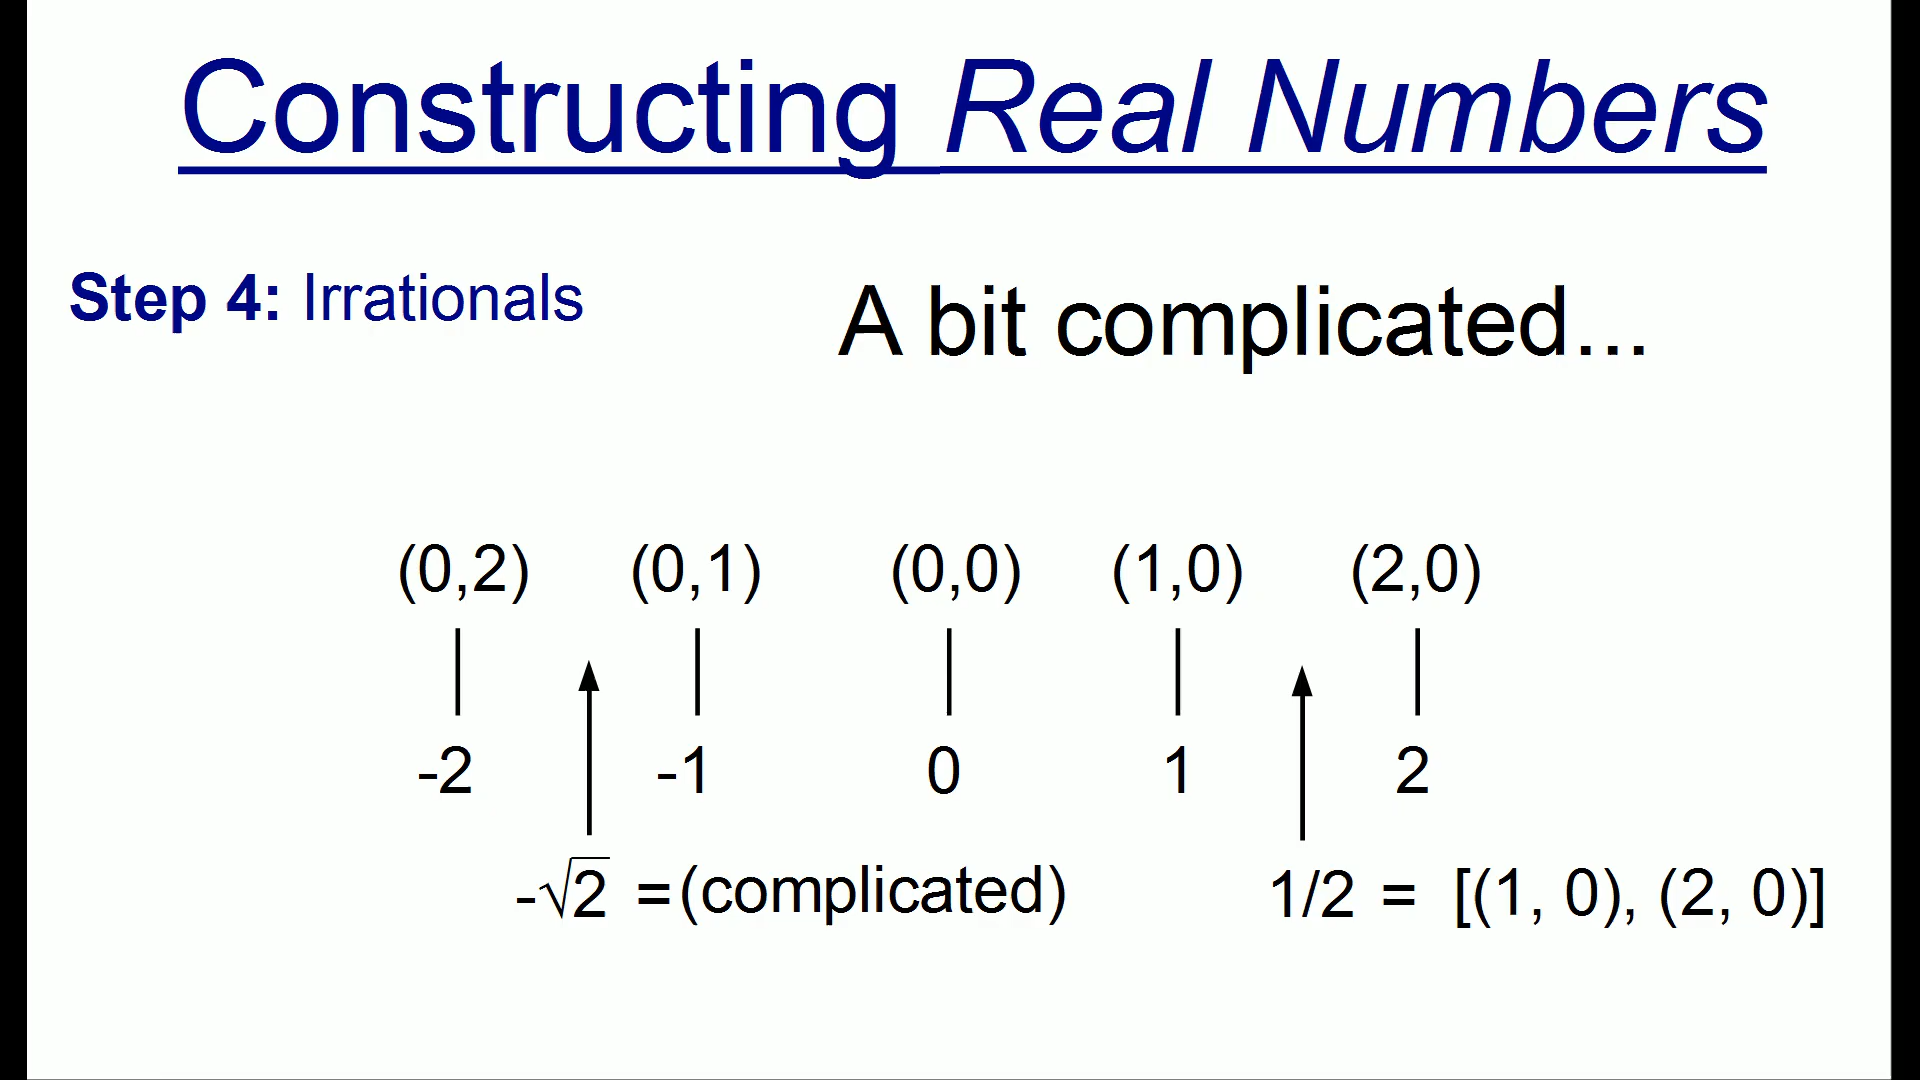 Constructing Real Numbers
Step 4: Irrationals
A bit complicated...
(0,2) (0,1) (0,0) (1,0) (2,0)
-2 -1 0 1 2
-√2 =(complicated) 1/2 = [(1, 0), (2, 0)]